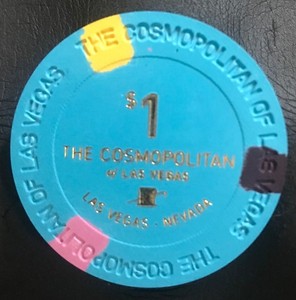 THE COSMOPOLITAN OF LAS VEGAS
$1
THE COSMOPOLITAN
of LAS VEGAS
LAS VEGAS - NEVADA
THE COSMOPOLITAN OF LAS VEGAS